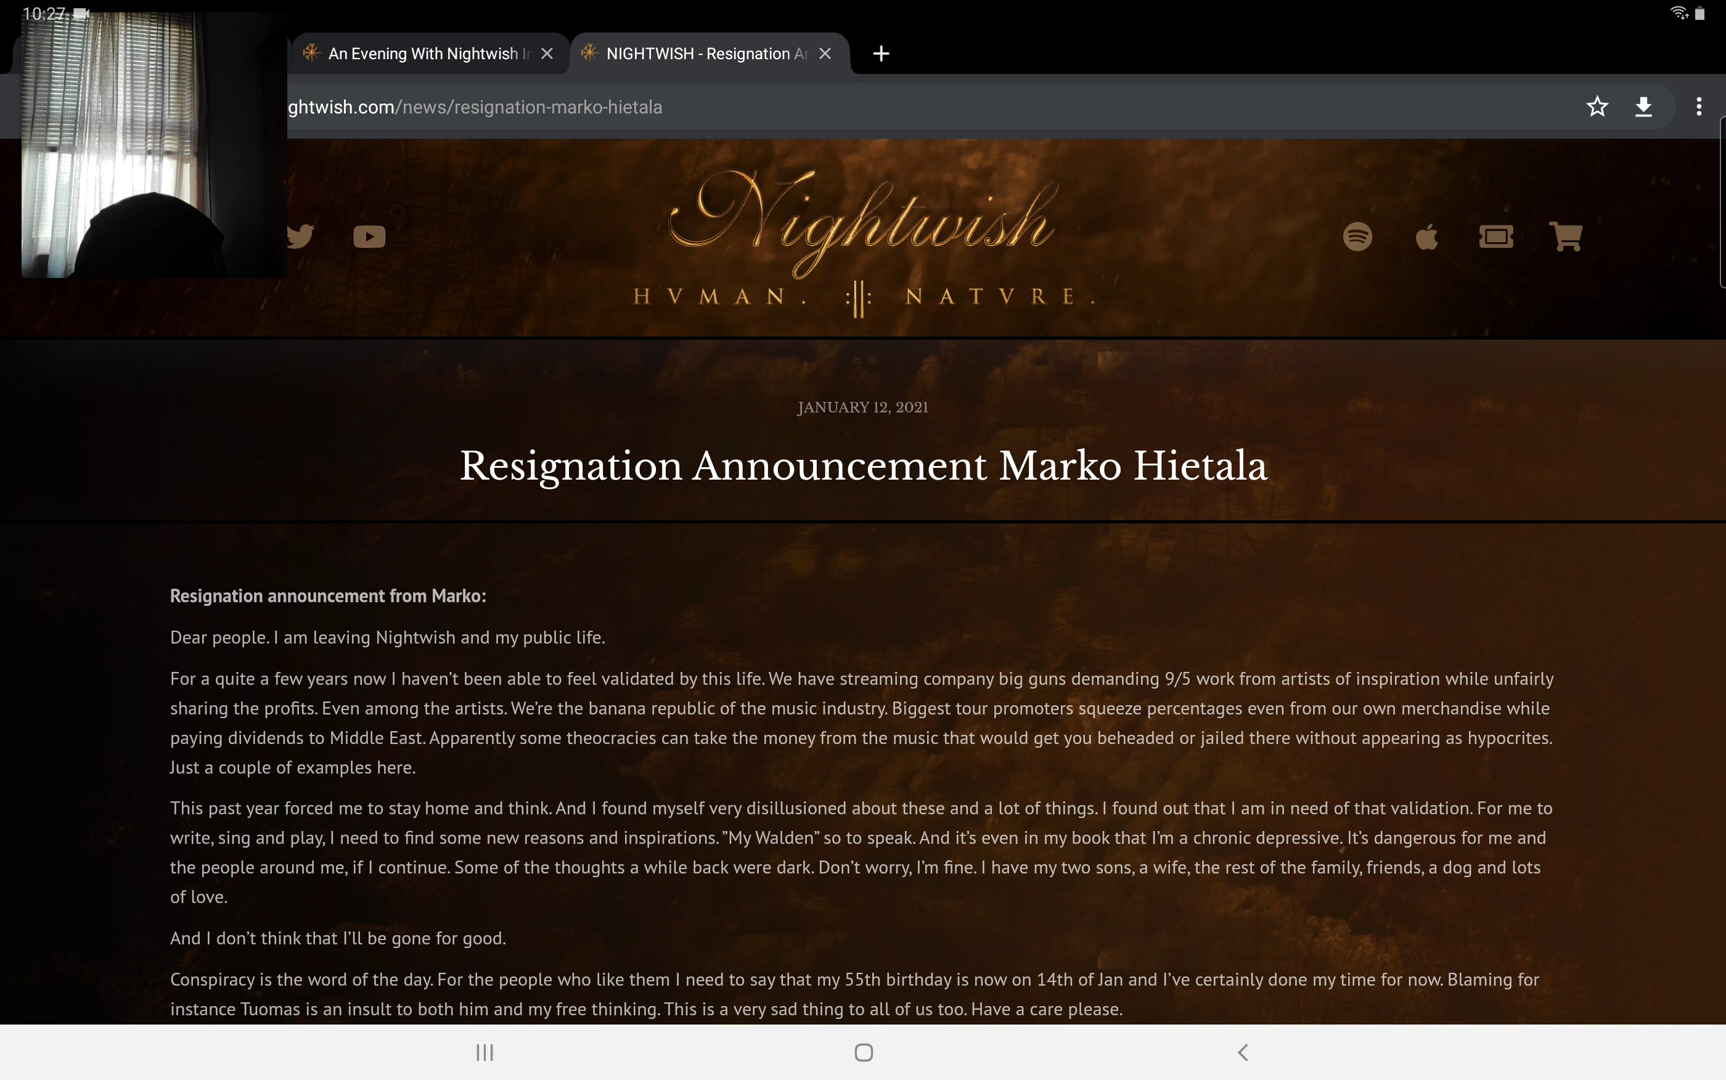 10:27
An Evening With Nightwish
NIGHTWISH - Resignation
ghtwish.com/news/resignation-marko-hietala
Nightwish
HVMAN. :||: NATVRE.
JANUARY 12, 2021
Resignation Announcement Marko Hietala
Resignation announcement from Marko:
Dear people. I am leaving Nightwish and my public life.
For a quite a few years now I haven’t been able to feel validated by this life. We have streaming company big guns demanding 9/5 work from artists of inspiration while unfairly
sharing the profits. Even among the artists. We’re the banana republic of the music industry. Biggest tour promoters squeeze percentages even from our own merchandise while
paying dividends to Middle East. Apparently some theocracies can take the money from the music that would get you beheaded or jailed there without appearing as hypocrites.
Just a couple of examples here.
This past year forced me to stay home and think. And I found myself very disillusioned about these and a lot of things. I found out that I am in need of that validation. For me to
write, sing and play, I need to find some new reasons and inspirations. ”My Walden” so to speak. And it’s even in my book that I’m a chronic depressive. It’s dangerous for me and
the people around me, if I continue. Some of the thoughts a while back were dark. Don’t worry, I’m fine. I have my two sons, a wife, the rest of the family, friends, a dog and lots
of love.
And I don’t think that I’ll be gone for good.
Conspiracy is the word of the day. For the people who like them I need to say that my 55th birthday is now on 14th of Jan and I’ve certainly done my time for now. Blaming for
instance Tuomas is an insult to both him and my free thinking. This is a very sad thing to all of us too. Have a care please.